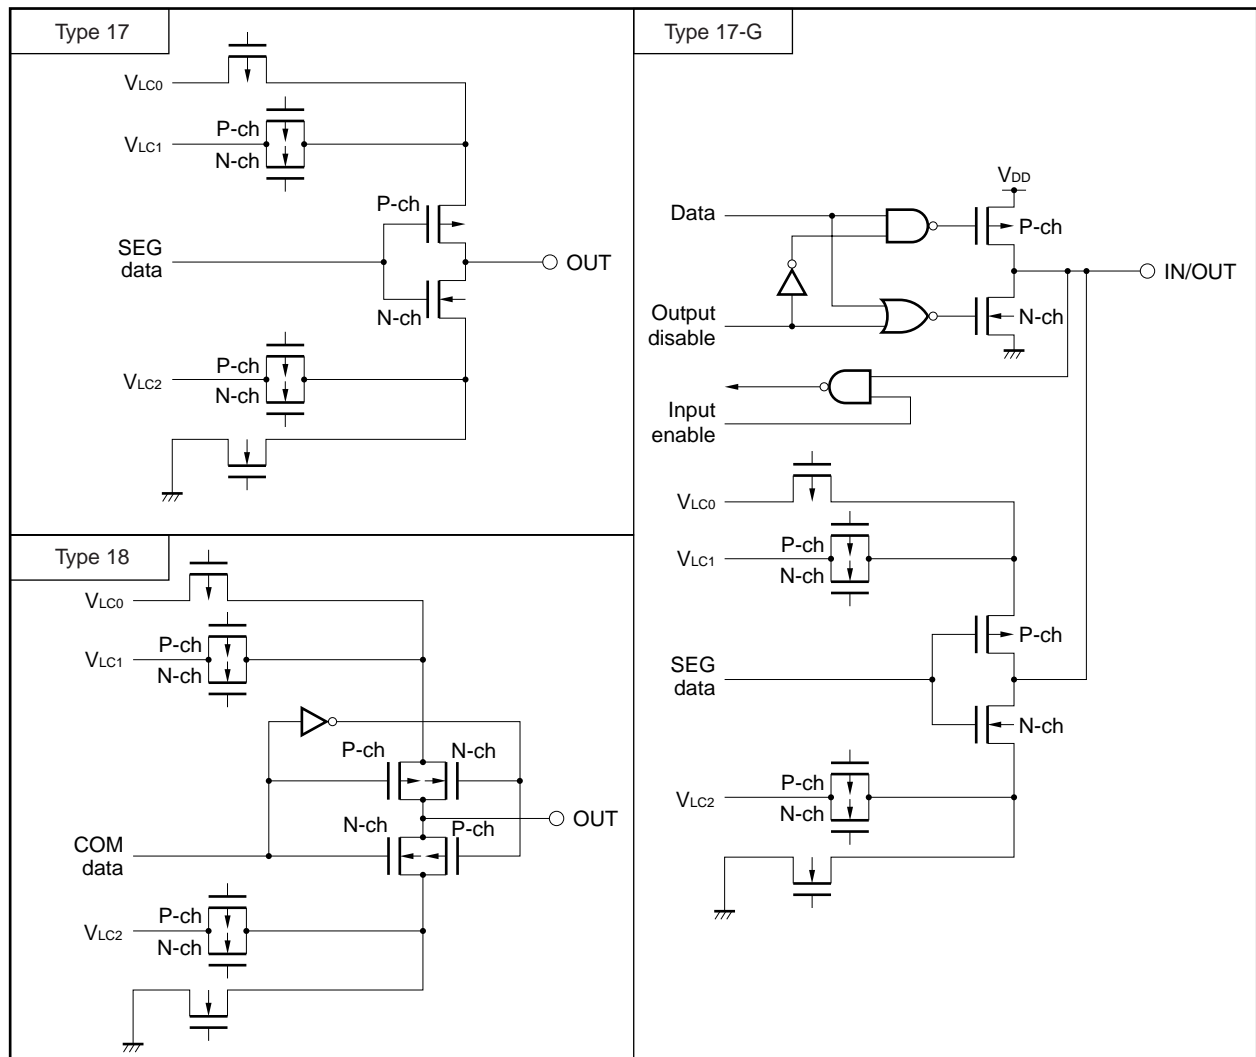 Type 17
VLC0
P-ch
VLC1
N-ch
P-ch
SEG
data
OUT
N-ch
P-ch
VLC2
N-ch
Type 18
VLC0
P-ch
VLC1
N-ch
P-ch
N-ch
OUT
N-ch
P-ch
COM
data
P-ch
VLC2
N-ch
Type 17-G
VDD
Data
P-ch
IN/OUT
Output
disable
N-ch
Input
enable
VLC0
P-ch
VLC1
N-ch
P-ch
SEG
data
N-ch
P-ch
VLC2
N-ch